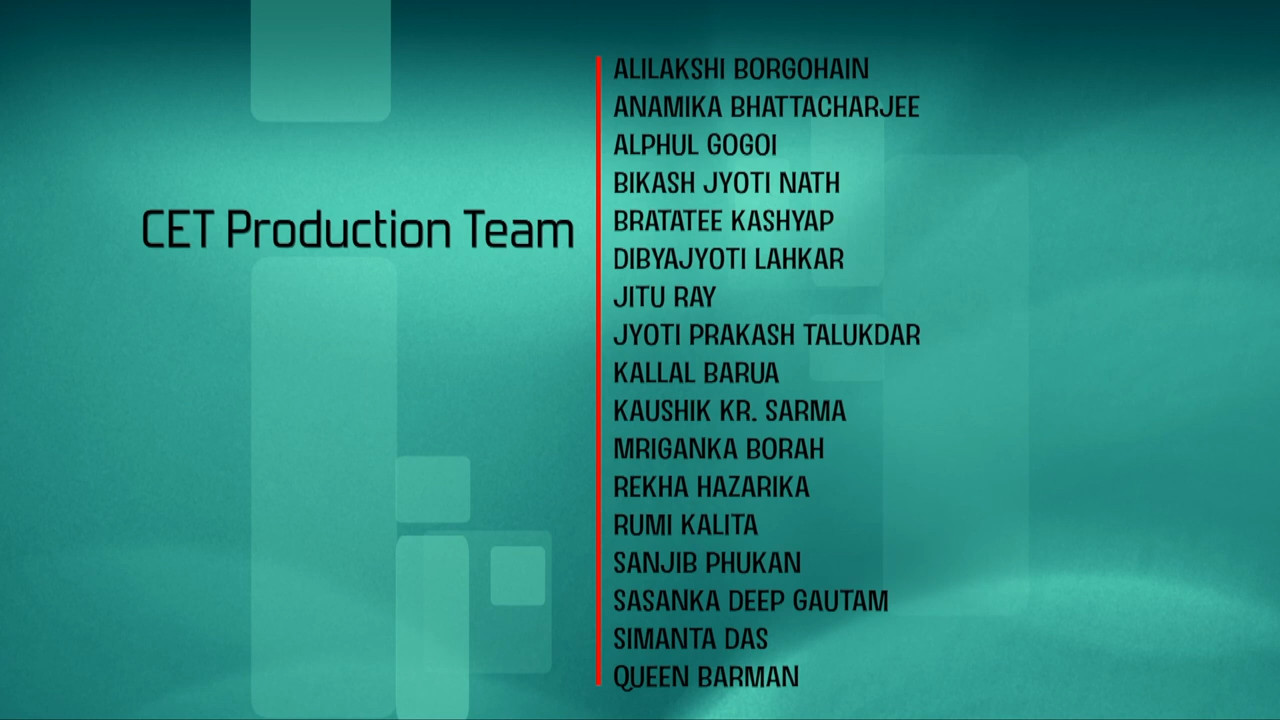 CET Production Team
ALILAKSHI BORGOHAIN
ANAMIKA BHATTACHARJEE
ALPHUL GOGOI
BIKASH JYOTI NATH
BRATATEE KASHYAP
DIBYAJYOTI LAHKAR
JITU RAY
JYOTI PRAKASH TALUKDAR
KALLAL BARUA
KAUSHIK KR. SARMA
MRIGANKA BORAH
REKHA HAZARIKA
RUMI KALITA
SANJIB PHUKAN
SASANKA DEEP GAUTAM
SIMANTA DAS
QUEEN BARMAN